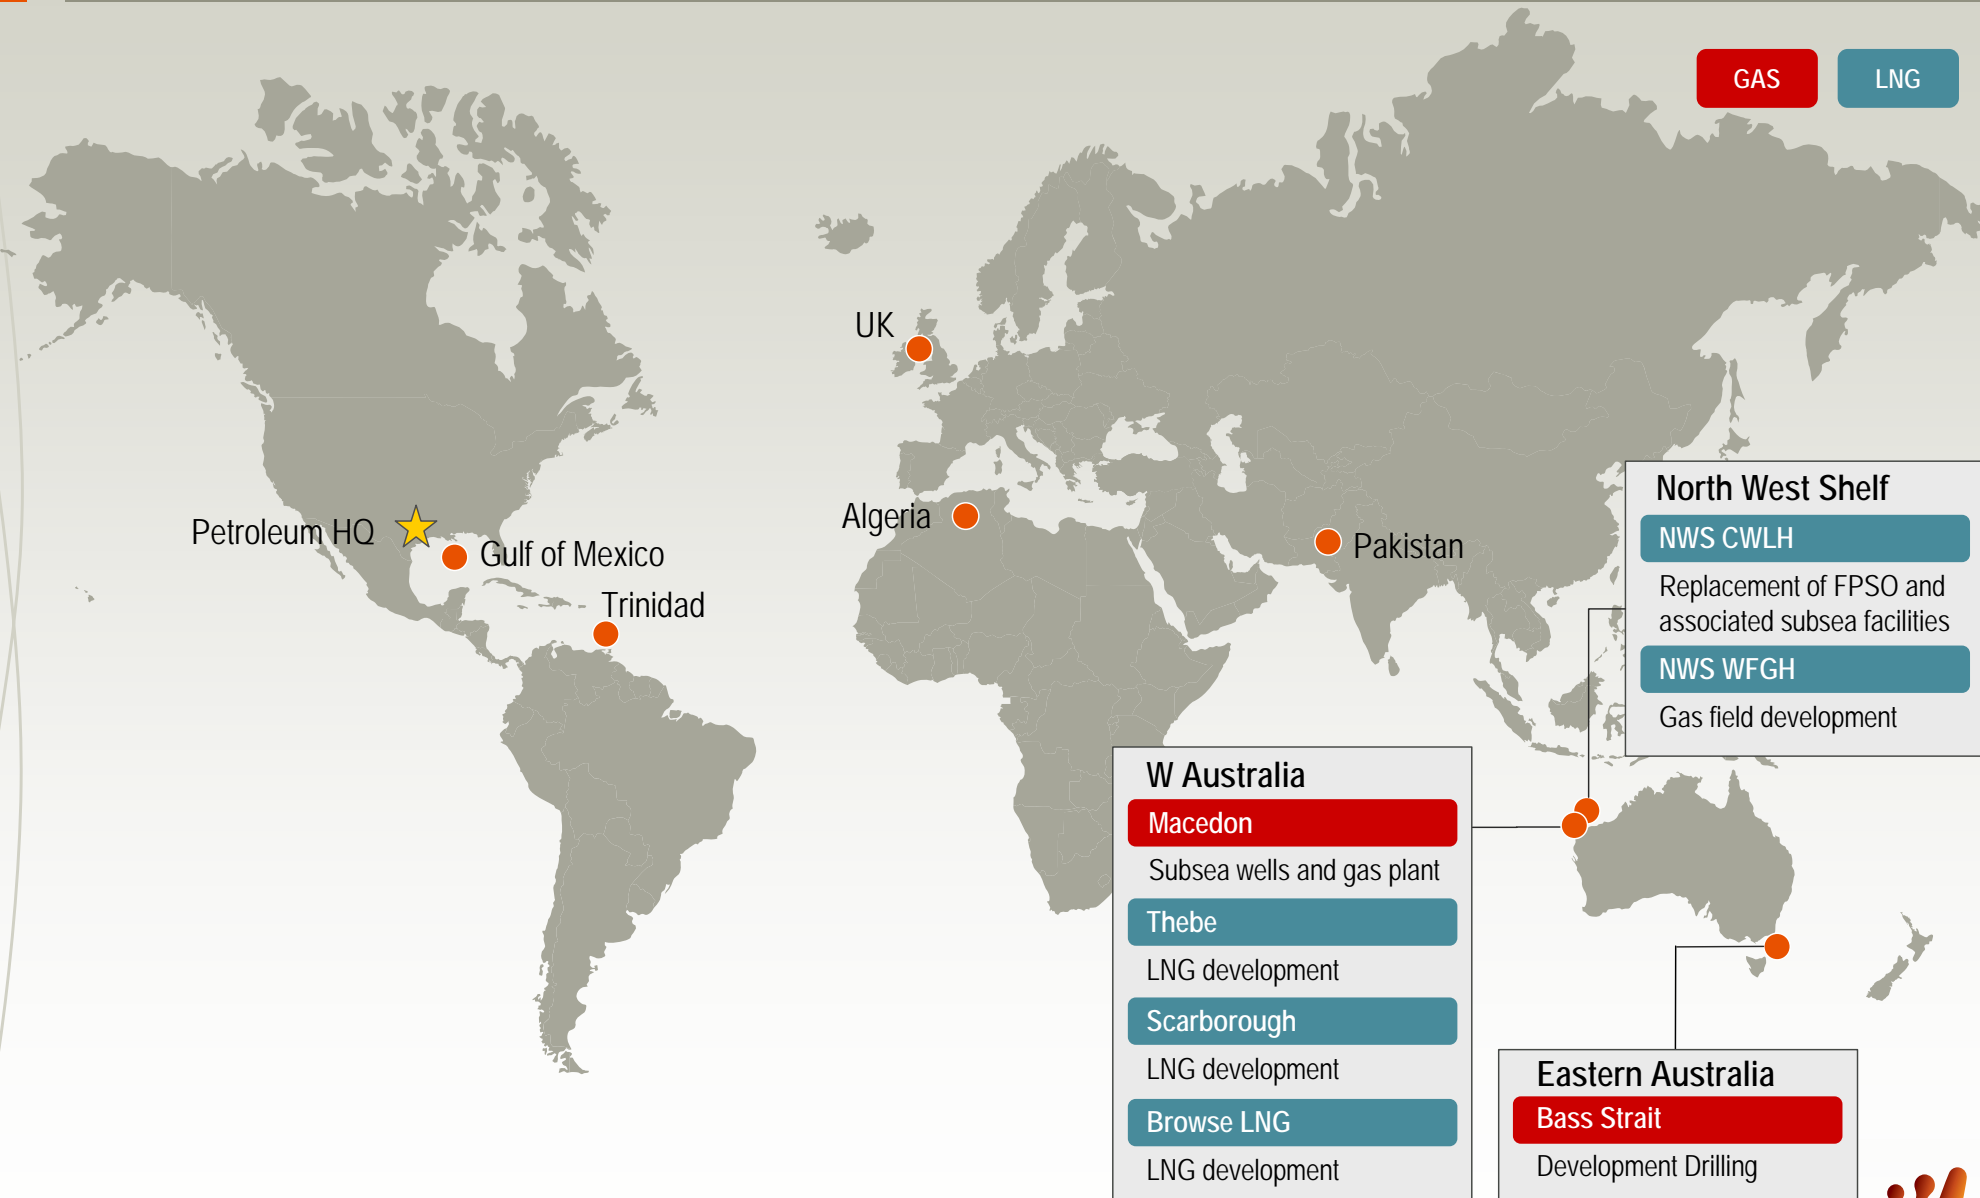 GAS
LNG
UK
Algeria
Pakistan
Petroleum HQ
Gulf of Mexico
Trinidad
North West Shelf
NWS CWLH
Replacement of FPSO and
associated subsea facilities
NWS WFGH
Gas field development
W Australia
Macedon
Subsea wells and gas plant
Thebe
LNG development
Scarborough
LNG development
Browse LNG
LNG development
Eastern Australia
Bass Strait
Development Drilling